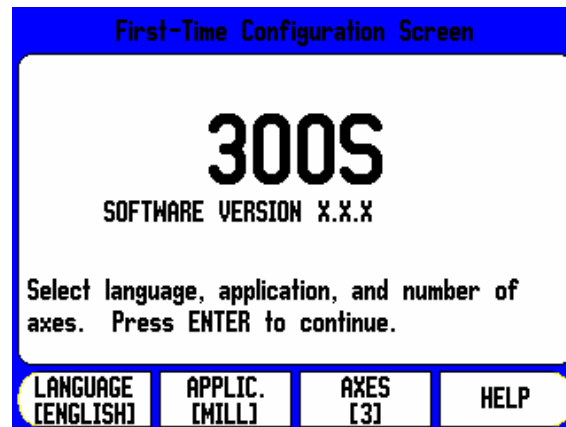 First-Time Configuration Screen
300S
SOFTWARE VERSION X.X.X
Select language, application, and number of
axes. Press ENTER to continue.
LANGUAGE APPLIC. AXES HELP
[ENGLISH] [MILL] [3]